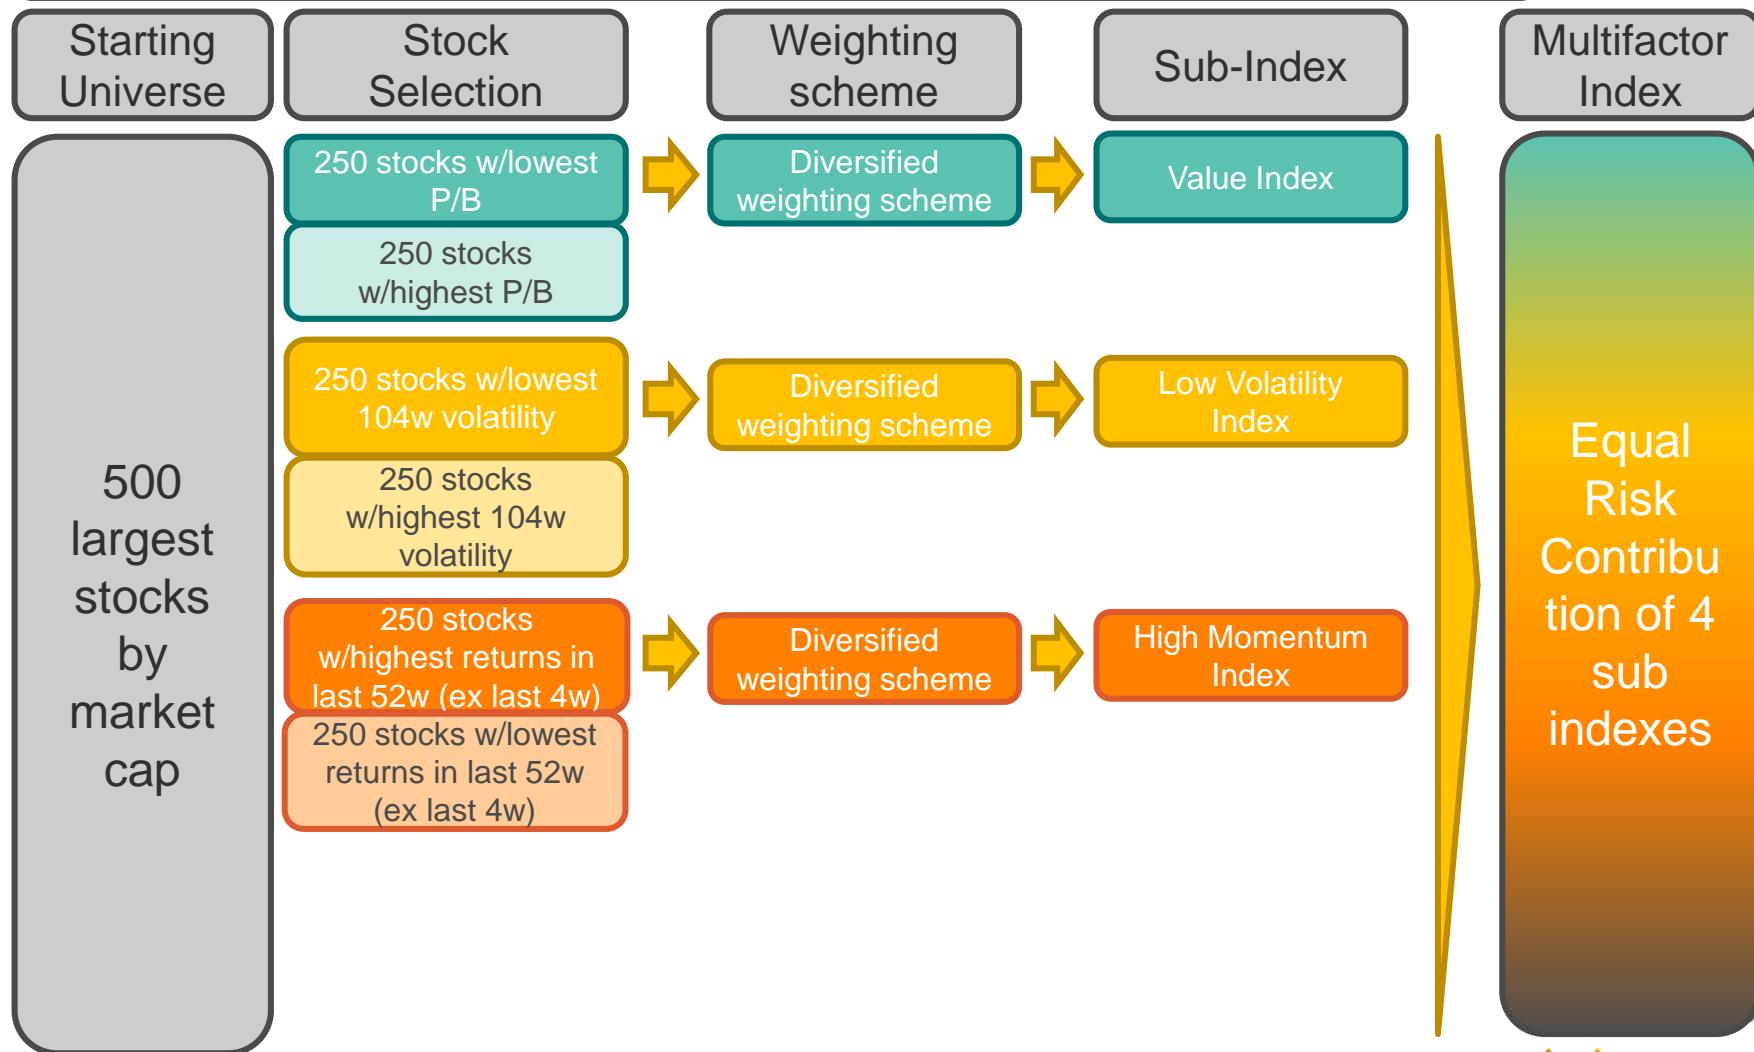 Starting
Universe
Stock
Selection
Weighting
scheme
Sub-Index
Multifactor
Index
500
largest
stocks
by
market
cap
250 stocks w/lowest
P/B
Diversified
weighting scheme
Value Index
250 stocks
w/highest P/B
250 stocks w/lowest
104w volatility
Diversified
weighting scheme
Low Volatility
Index
250 stocks
w/highest 104w
volatility
250 stocks
w/highest returns in
last 52w (ex last 4w)
Diversified
weighting scheme
High Momentum
Index
250 stocks w/lowest
returns in last 52w
(ex last 4w)
Equal
Risk
Contribu
tion of 4
sub
indexes